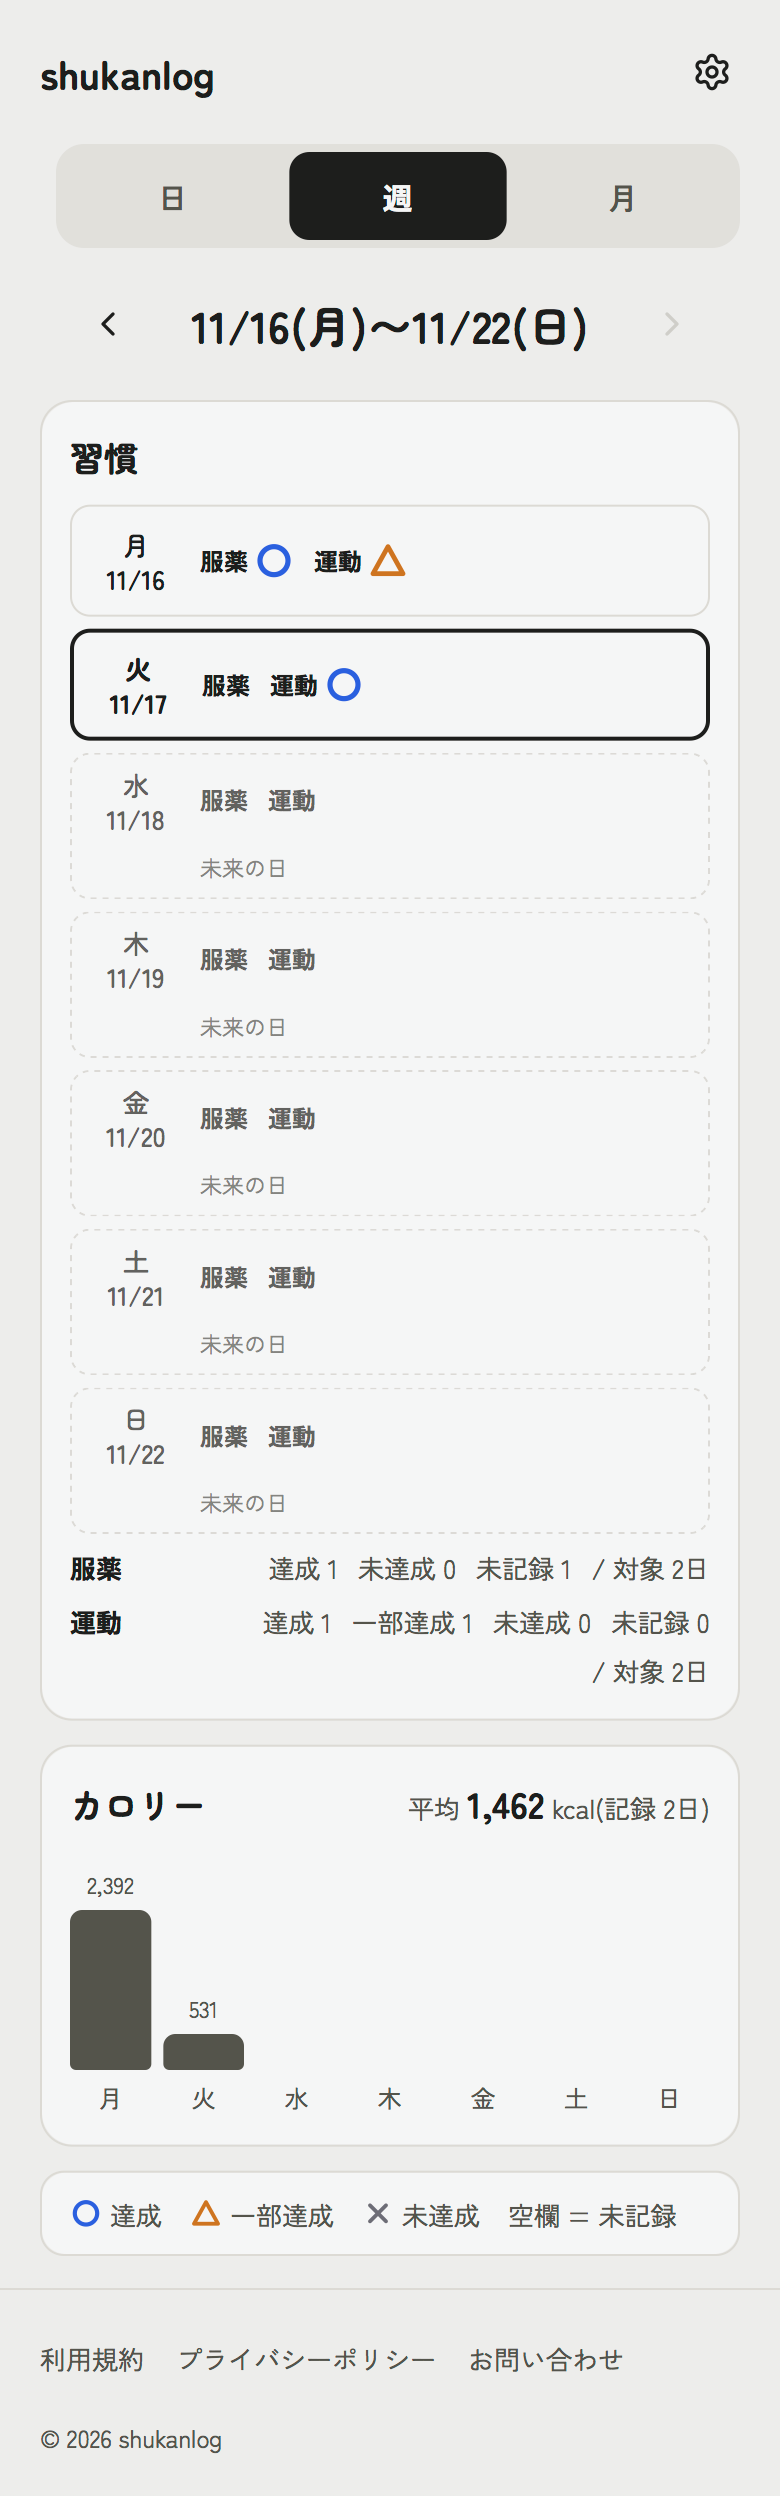 shukanlog
日 週 月
11/16(月)〜11/22(日)
習慣
月
11/16
服薬 運動
火
11/17
服薬 運動
水
11/18
服薬 運動
未来の日
木
11/19
服薬 運動
未来の日
金
11/20
服薬 運動
未来の日
土
11/21
服薬 運動
未来の日
日
11/22
服薬 運動
未来の日
服薬 達成 1 未達成 0 未記録 1 / 対象 2日
運動 達成 1 一部達成 1 未達成 0 未記録 0
/ 対象 2日
カロリー 平均 1,462 kcal(記録 2日)
2,392
531
月 火 水 木 金 土 日
達成 一部達成 未達成 空欄 = 未記録
利用規約 プライバシーポリシー お問い合わせ
© 2026 shukanlog